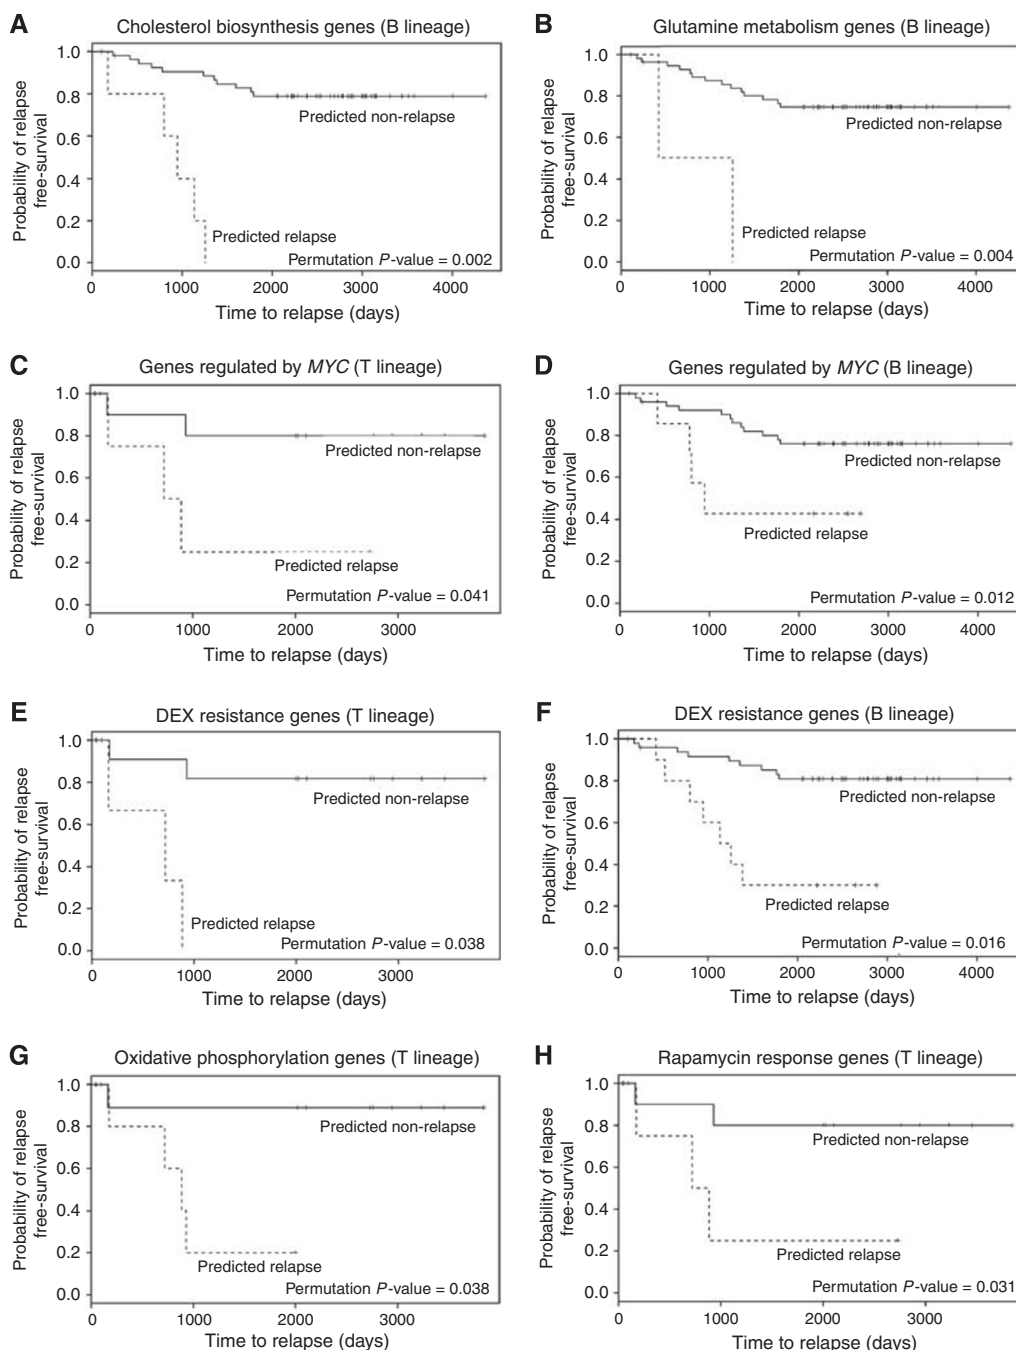 A
Cholesterol biosynthesis genes (B lineage)
Probability of relapse
free-survival
1.0
0.8
0.6
0.4
0.2
0.0
Predicted non-relapse
Predicted relapse
Permutation P-value = 0.002
0 1000 2000 3000 4000
Time to relapse (days)
B
Glutamine metabolism genes (B lineage)
Probability of relapse
free-survival
1.0
0.8
0.6
0.4
0.2
0.0
Predicted non-relapse
Predicted relapse
Permutation P-value = 0.004
0 1000 2000 3000 4000
Time to relapse (days)
C
Genes regulated by MYC (T lineage)
Probability of relapse
free-survival
1.0
0.8
0.6
0.4
0.2
0.0
Predicted non-relapse
Predicted relapse
Permutation P-value = 0.041
0 1000 2000 3000
Time to relapse (days)
D
Genes regulated by MYC (B lineage)
Probability of relapse
free-survival
1.0
0.8
0.6
0.4
0.2
0.0
Predicted non-relapse
Predicted relapse
Permutation P-value = 0.012
0 1000 2000 3000 4000
Time to relapse (days)
E
DEX resistance genes (T lineage)
Probability of relapse
free-survival
1.0
0.8
0.6
0.4
0.2
0.0
Predicted non-relapse
Predicted relapse
Permutation P-value = 0.038
0 1000 2000 3000
Time to relapse (days)
F
DEX resistance genes (B lineage)
Probability of relapse
free-survival
1.0
0.8
0.6
0.4
0.2
0.0
Predicted non-relapse
Predicted relapse
Permutation P-value = 0.016
0 1000 2000 3000 4000
Time to relapse (days)
G
Oxidative phosphorylation genes (T lineage)
Probability of relapse
free-survival
1.0
0.8
0.6
0.4
0.2
0.0
Predicted non-relapse
Predicted relapse
Permutation P-value = 0.038
0 1000 2000 3000
Time to relapse (days)
H
Rapamycin response genes (T lineage)
Probability of relapse
free-survival
1.0
0.8
0.6
0.4
0.2
0.0
Predicted non-relapse
Predicted relapse
Permutation P-value = 0.031
0 1000 2000 3000
Time to relapse (days)